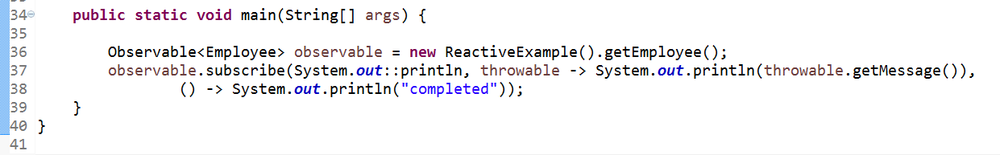 34 public static void main(String[] args) {
35
36 Observable<Employee> observable = new ReactiveExample().getEmployee();
37 observable.subscribe(System.out::println, throwable -> System.out.println(throwable.getMessage()),
38 () -> System.out.println("completed"));
39 }
40 }
41